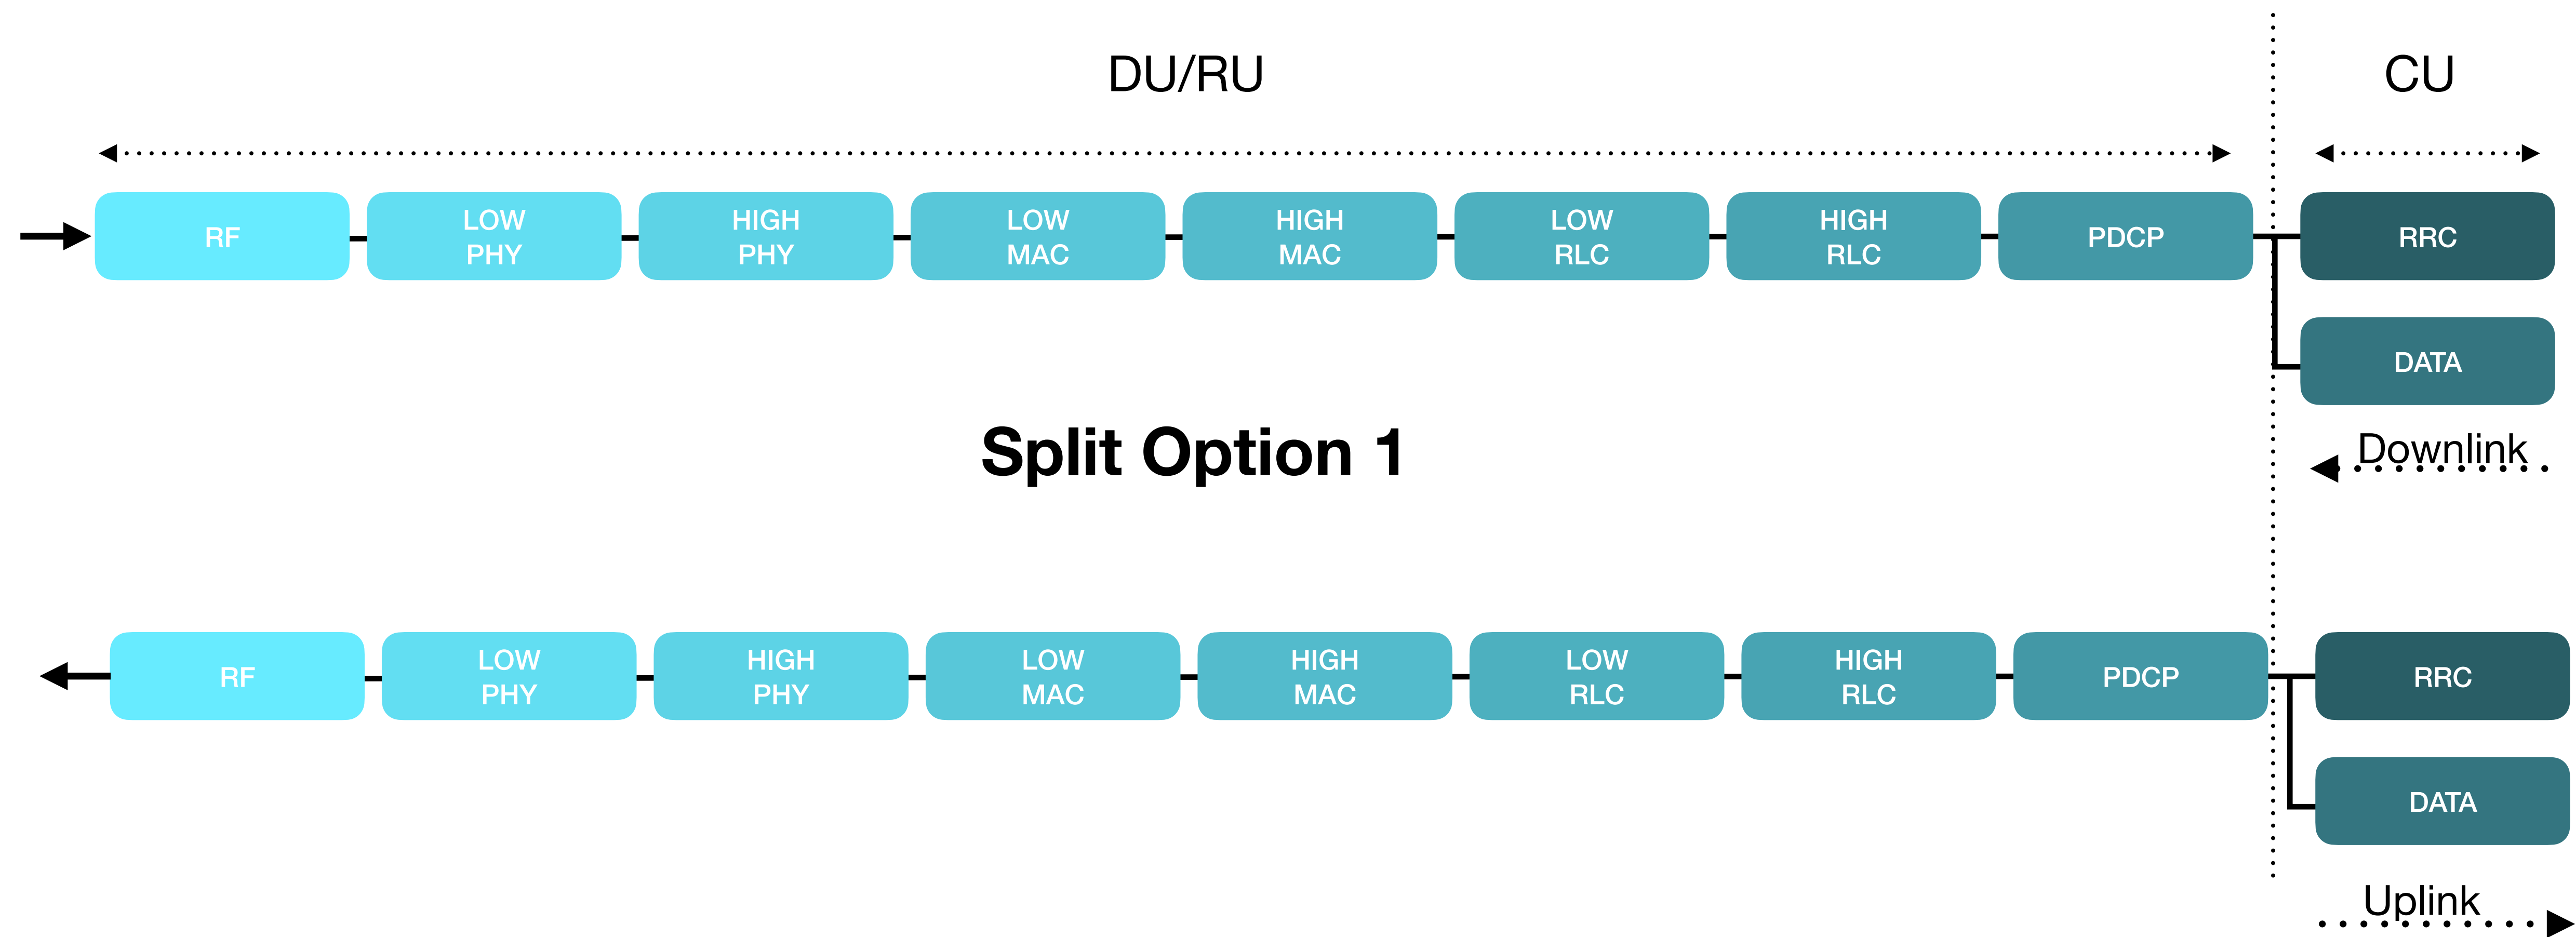 DU/RU
CU
RF
LOW
PHY
HIGH
PHY
LOW
MAC
HIGH
MAC
LOW
RLC
HIGH
RLC
PDCP
RRC
DATA
Split Option 1
Downlink
RF
LOW
PHY
HIGH
PHY
LOW
MAC
HIGH
MAC
LOW
RLC
HIGH
RLC
PDCP
RRC
DATA
Uplink